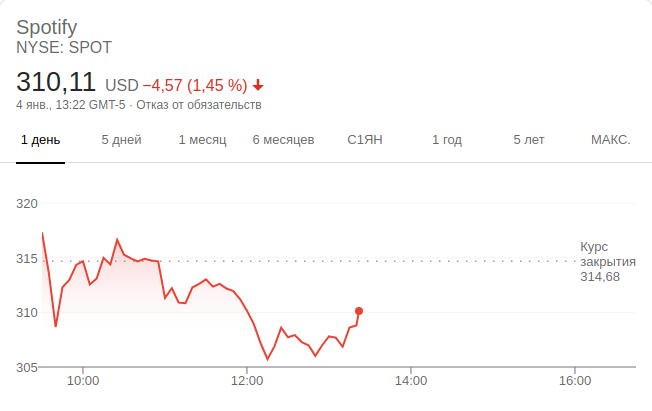 Spotify
NYSE: SPOT
310,11 USD −4,57 (1,45 %)
4 янв., 13:22 GMT-5 · Отказ от обязательств
1 день 5 дней 1 месяц 6 месяцев С1ЯН 1 год 5 лет МАКС.
320
315
310
305
Курс
закрытия
314,68
10:00 12:00 14:00 16:00